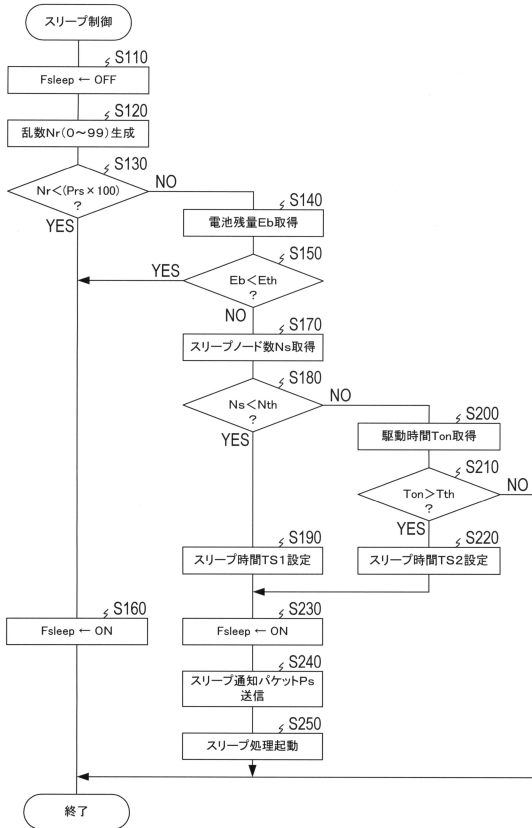 スリープ制御
S110
Fsleep ← OFF
S120
乱数Nr(0～99)生成
S130
Nr<(Prs×100)
?
NO
YES
S140
電池残量Eb取得
S150
Eb<Eth
?
YES
NO
S170
スリープノード数Ns取得
S180
Ns<Nth
?
NO
YES
S200
駆動時間Ton取得
S210
Ton>Tth
?
NO
YES
S190
スリープ時間TS1設定
S220
スリープ時間TS2設定
S160
Fsleep ← ON
S230
Fsleep ← ON
S240
スリープ通知パケットPs
送信
S250
スリープ処理起動
終了